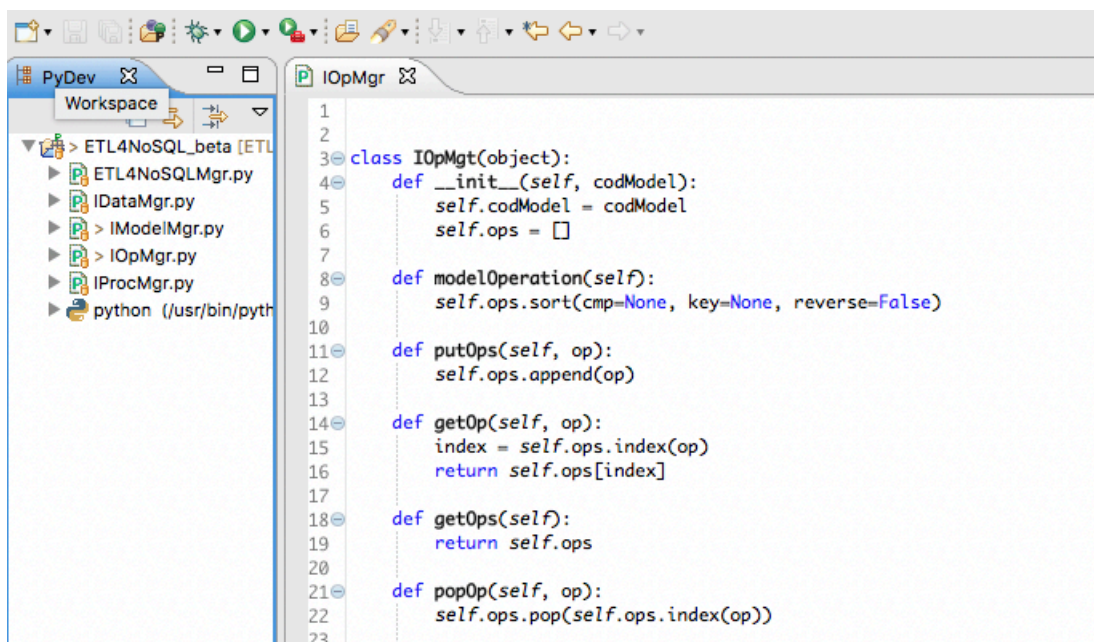 PyDev
Workspace
> ETL4NoSQL_beta [ETL
ETL4NoSQLMgr.py
IDataMgr.py
> IModelMgr.py
> IOpMgr.py
IProcMgr.py
python (/usr/bin/pyth
IOpMgr
1
2
3 class IOpMgt(object):
4     def __init__(self, codModel):
5         self.codModel = codModel
6         self.ops = []
7
8     def modelOperation(self):
9         self.ops.sort(cmp=None, key=None, reverse=False)
10
11     def putOps(self, op):
12         self.ops.append(op)
13
14     def getOp(self, op):
15         index = self.ops.index(op)
16         return self.ops[index]
17
18     def getOps(self):
19         return self.ops
20
21     def popOp(self, op):
22         self.ops.pop(self.ops.index(op))
23